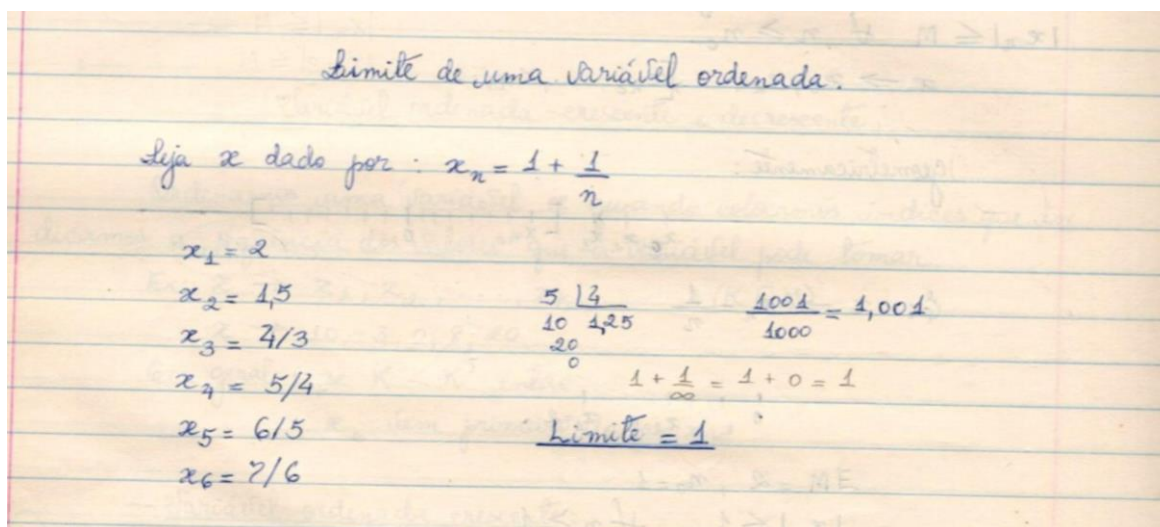 Limite de uma variável ordenada.
Seja x dado por : xₙ = 1 + 1/n
x₁ = 2
x₂ = 1,5
x₃ = 4/3
x₄ = 5/4
x₅ = 6/5
x₆ = 7/6
5 |4
10 1,25
20
0
1001/1000 = 1,001
1 + 1/∞ = 1 + 0 = 1
Limite = 1